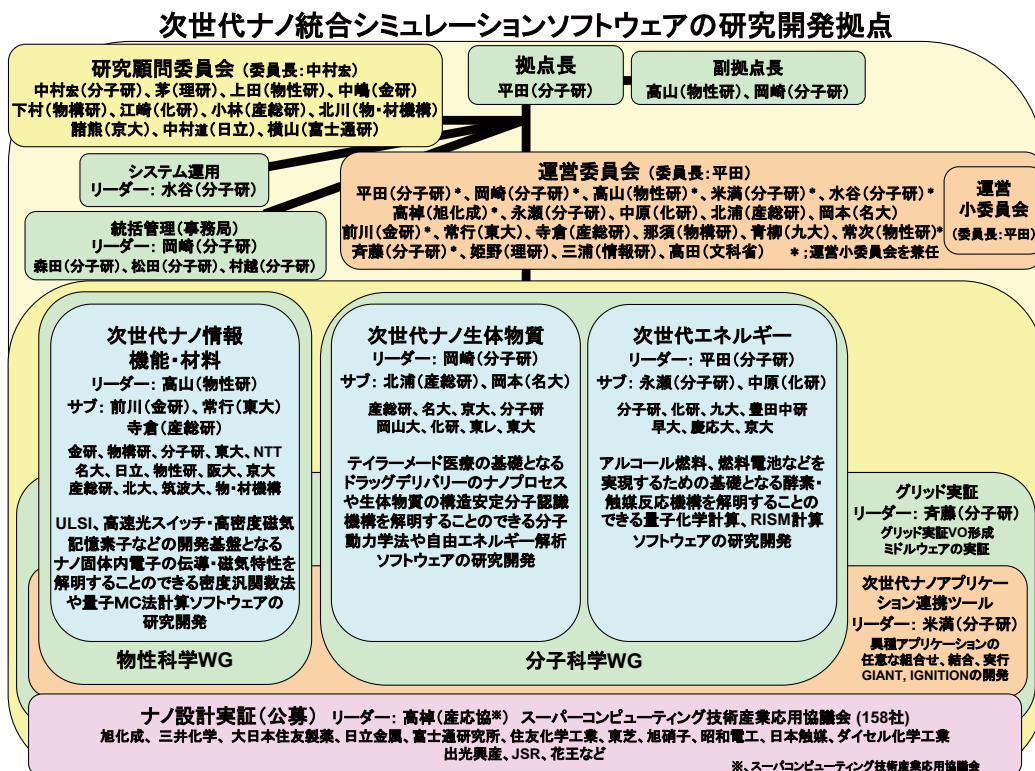 次世代ナノ統合シミュレーションソフトウェアの研究開発拠点
研究顧問委員会 (委員長:中村宏)
中村宏(分子研)、茅(理研)、上田(物性研)、中嶋(金研)
下村(物構研)、江崎(化研)、小林(産総研)、北川(物・材機構)
諸熊(京大)、中村道(日立)、横山(富士通研)
拠点長
平田(分子研)
副拠点長
高山(物性研)、岡崎(分子研)
システム運用
リーダー: 水谷(分子研)
統括管理(事務局)
リーダー: 岡崎(分子研)
森田(分子研)、松田(分子研)、村越(分子研)
運営委員会 (委員長:平田)
平田(分子研)*、岡崎(分子研)*、高山(物性研)*、米満(分子研)*、水谷(分子研)*
高棹(旭化成)*、永瀬(分子研)、中原(化研)、北浦(産総研)、岡本(名大)
前川(金研)*、常行(東大)、寺倉(産総研)、那須(物構研)、青柳(九大)、常次(物性研)*
斉藤(分子研)*、姫野(理研)、三浦(情報研)、高田(文科省) *;運営小委員会を兼任
運営
小委員会
(委員長:平田)
次世代ナノ情報
機能・材料
リーダー: 高山(物性研)
サブ: 前川(金研)、常行(東大)
寺倉(産総研)
金研、物構研、分子研、東大、NTT
名大、日立、物性研、阪大、京大
産総研、北大、筑波大、物・材機構
ULSI、高速光スイッチ・高密度磁気
記憶素子などの開発基盤となる
ナノ固体内電子の伝導・磁気特性を
解明することのできる密度汎関数法
や量子MC法計算ソフトウェアの
研究開発
物性科学WG
次世代ナノ生体物質
リーダー: 岡崎(分子研)
サブ: 北浦(産総研)、岡本(名大)
産総研、名大、京大、分子研
岡山大、化研、東レ、東大
テイラーメード医療の基礎となる
ドラッグデリバリーのナノプロセス
や生体物質の構造安定分子認識
機構を解明することのできる分子
動力学法や自由エネルギー解析
ソフトウェアの研究開発
次世代エネルギー
リーダー: 平田(分子研)
サブ: 永瀬(分子研)、中原(化研)
分子研、化研、九大、豊田中研
早大、慶応大、京大
アルコール燃料、燃料電池などを
実現するための基礎となる酵素・
触媒反応機構を解明することの
できる量子化学計算、RISM計算
ソフトウェアの研究開発
分子科学WG
グリッド実証
リーダー: 斉藤(分子研)
グリッド実証VO形成
ミドルウェアの実証
次世代ナノアプリケー
ション連携ツール
リーダー: 米満(分子研)
異種アプリケーションの
任意な組合せ、結合、実行
GIANT, IGNITIONの開発
ナノ設計実証(公募) リーダー: 高棹(産応協※) スーパーコンピューティング技術産業応用協議会 (158社)
旭化成、三井化学、大日本住友製薬、日立金属、富士通研究所、住友化学工業、東芝、旭硝子、昭和電工、日本触媒、ダイセル化学工業
出光興産、JSR、花王など
※、スーパコンピューティング技術産業応用協議会